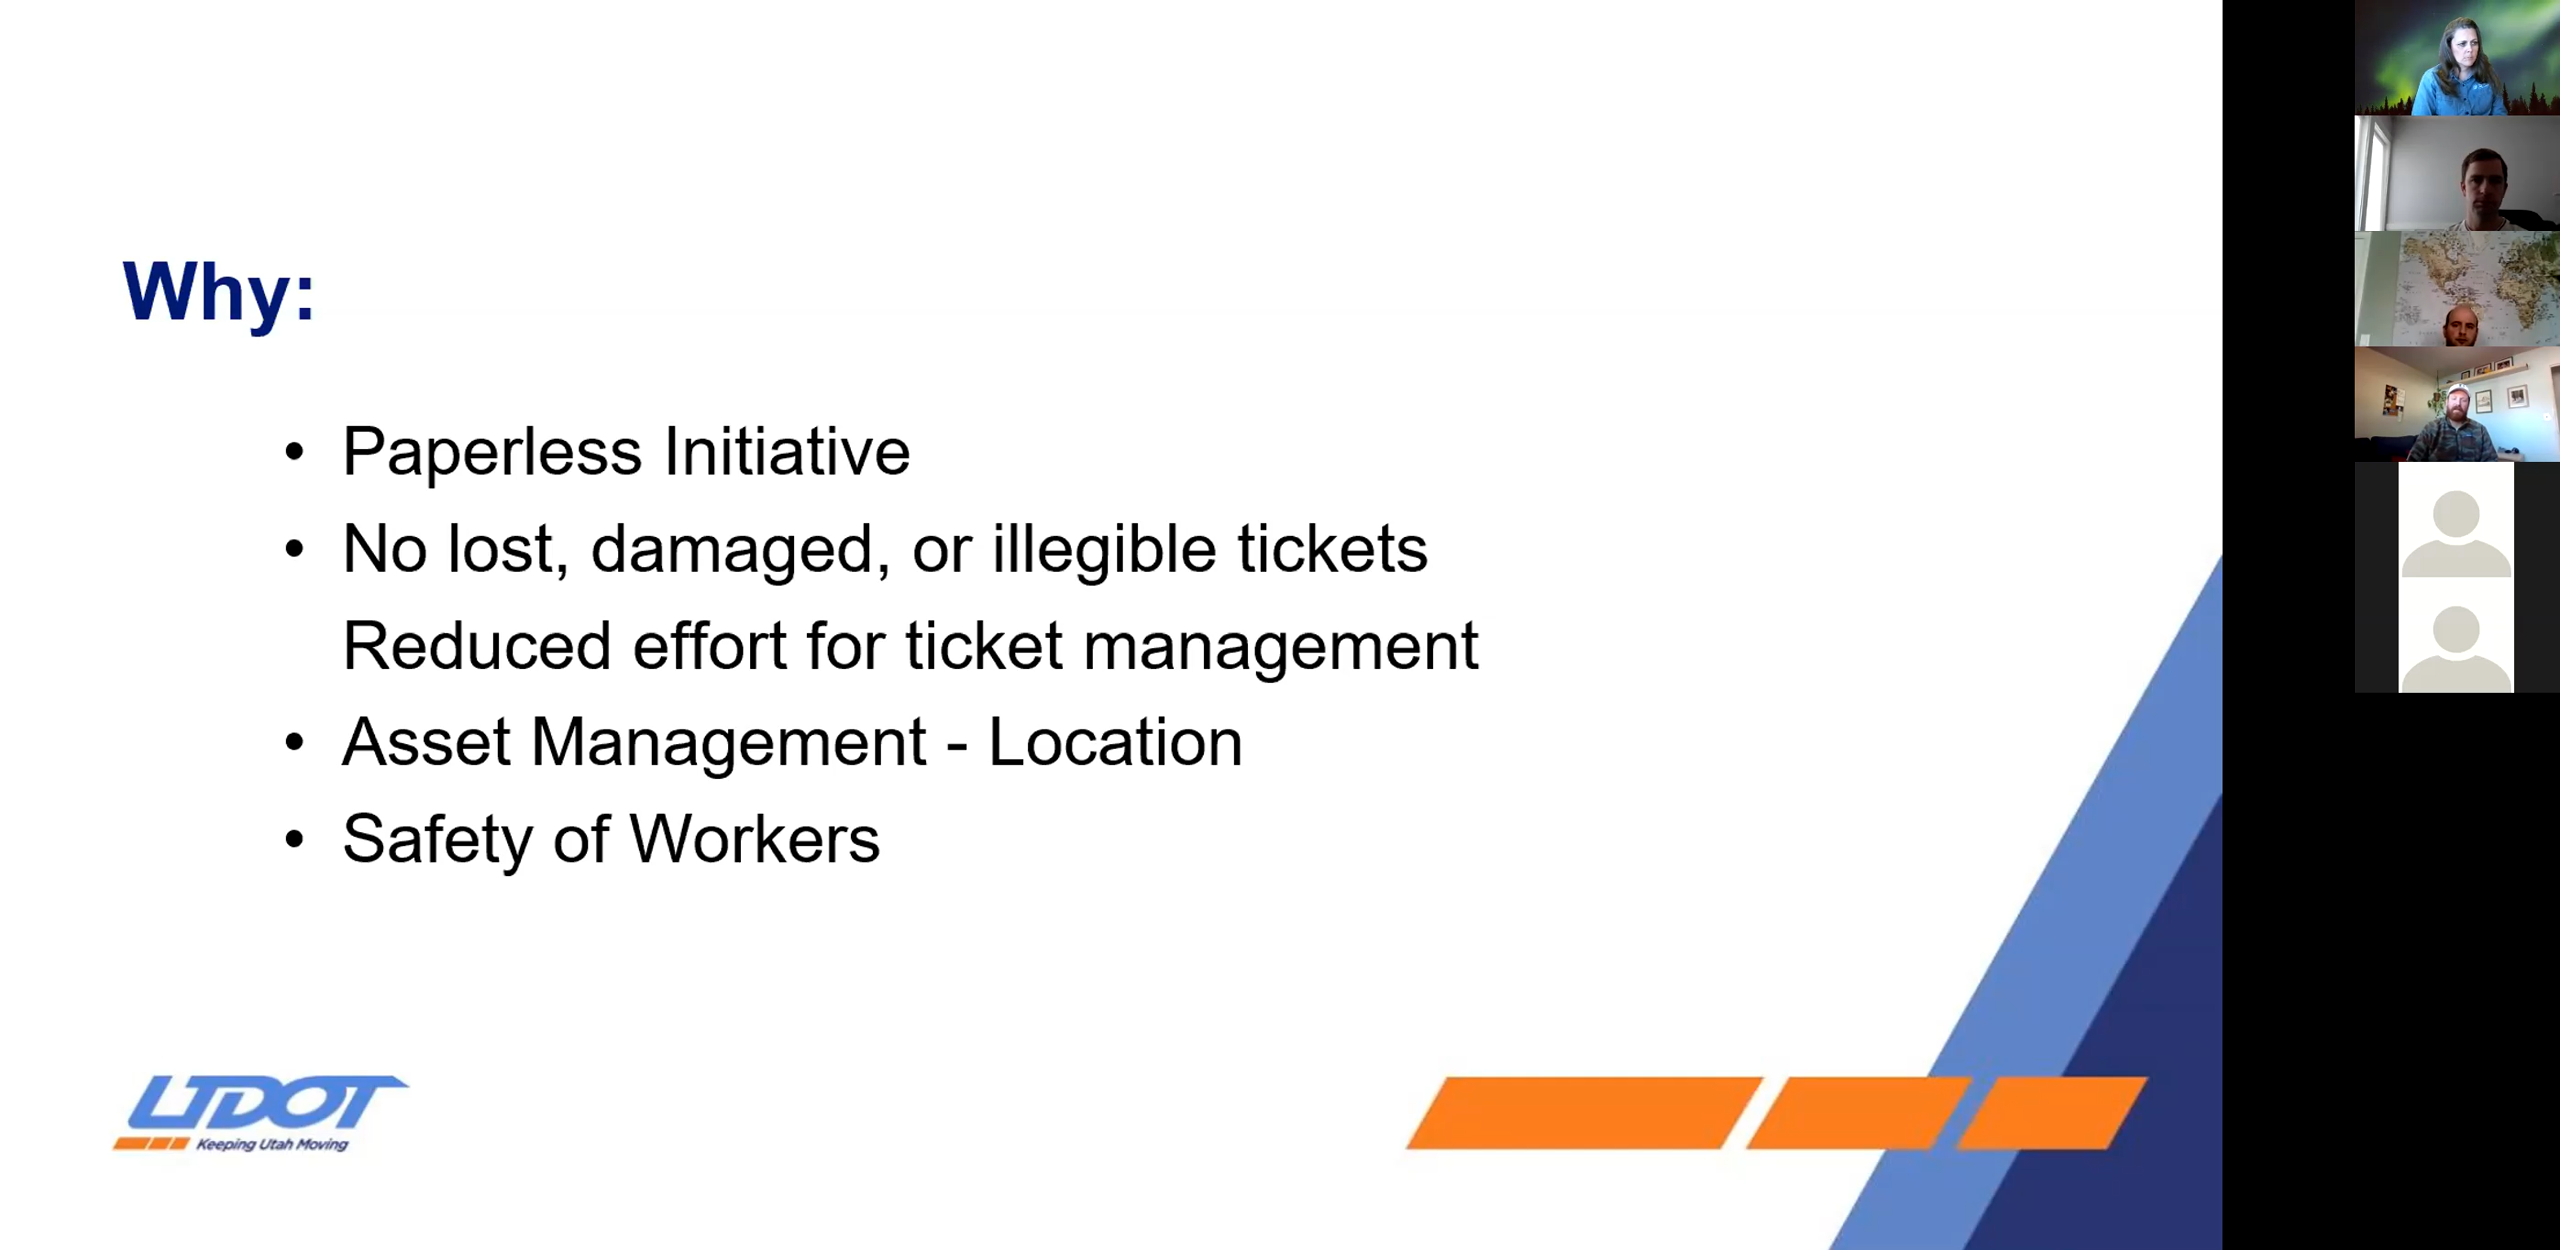 Why:
• Paperless Initiative
• No lost, damaged, or illegible tickets
Reduced effort for ticket management
• Asset Management - Location
• Safety of Workers
UDOT
Keeping Utah Moving